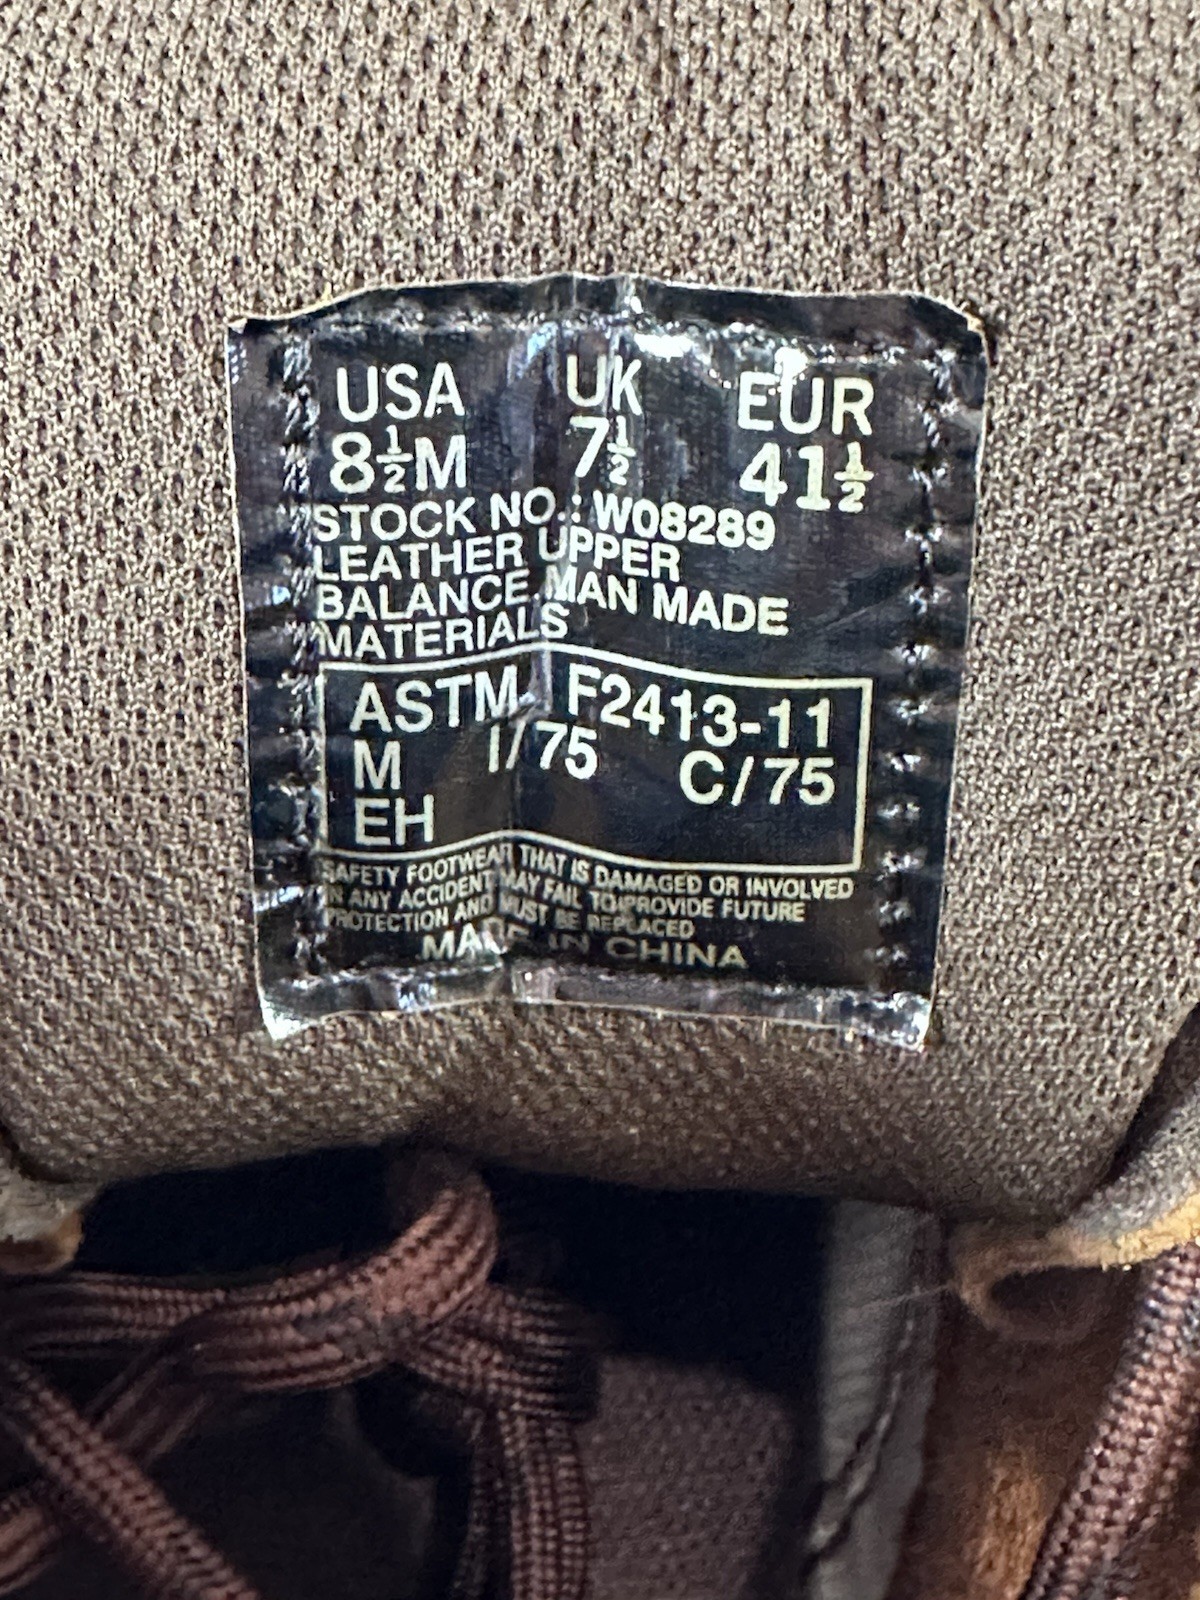 USA UK EUR
8½M 7½ 41½
STOCK NO.: W08289
LEATHER UPPER
BALANCE MAN MADE
MATERIALS
ASTM F2413-11
M I/75 C/75
EH
SAFETY FOOTWEAR THAT IS DAMAGED OR INVOLVED
IN ANY ACCIDENT MAY FAIL TO PROVIDE FUTURE
PROTECTION AND MUST BE REPLACED
MADE IN CHINA